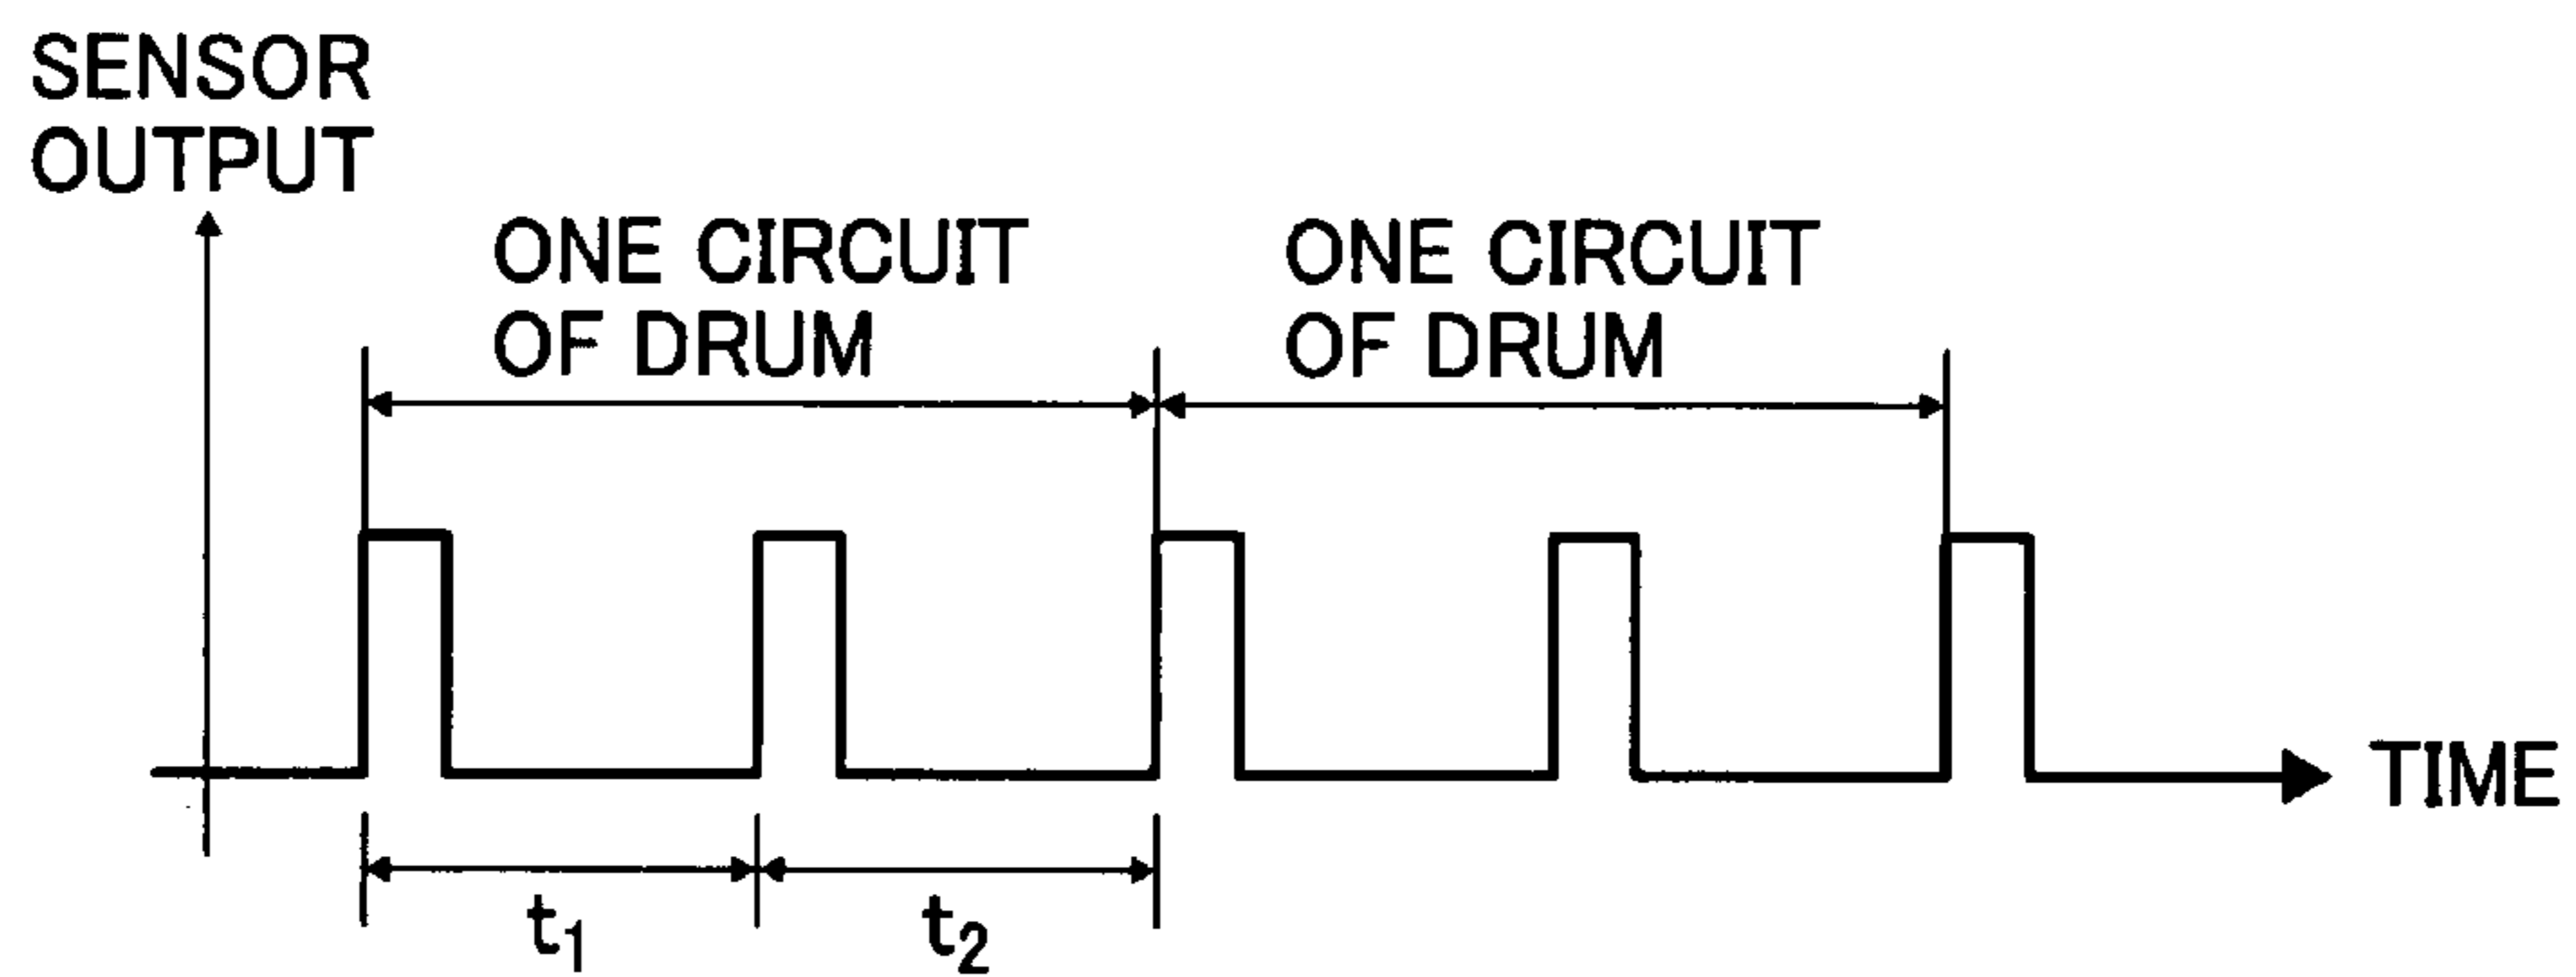 SENSOR
OUTPUT
ONE CIRCUIT
OF DRUM
ONE CIRCUIT
OF DRUM
TIME
t₁
t₂